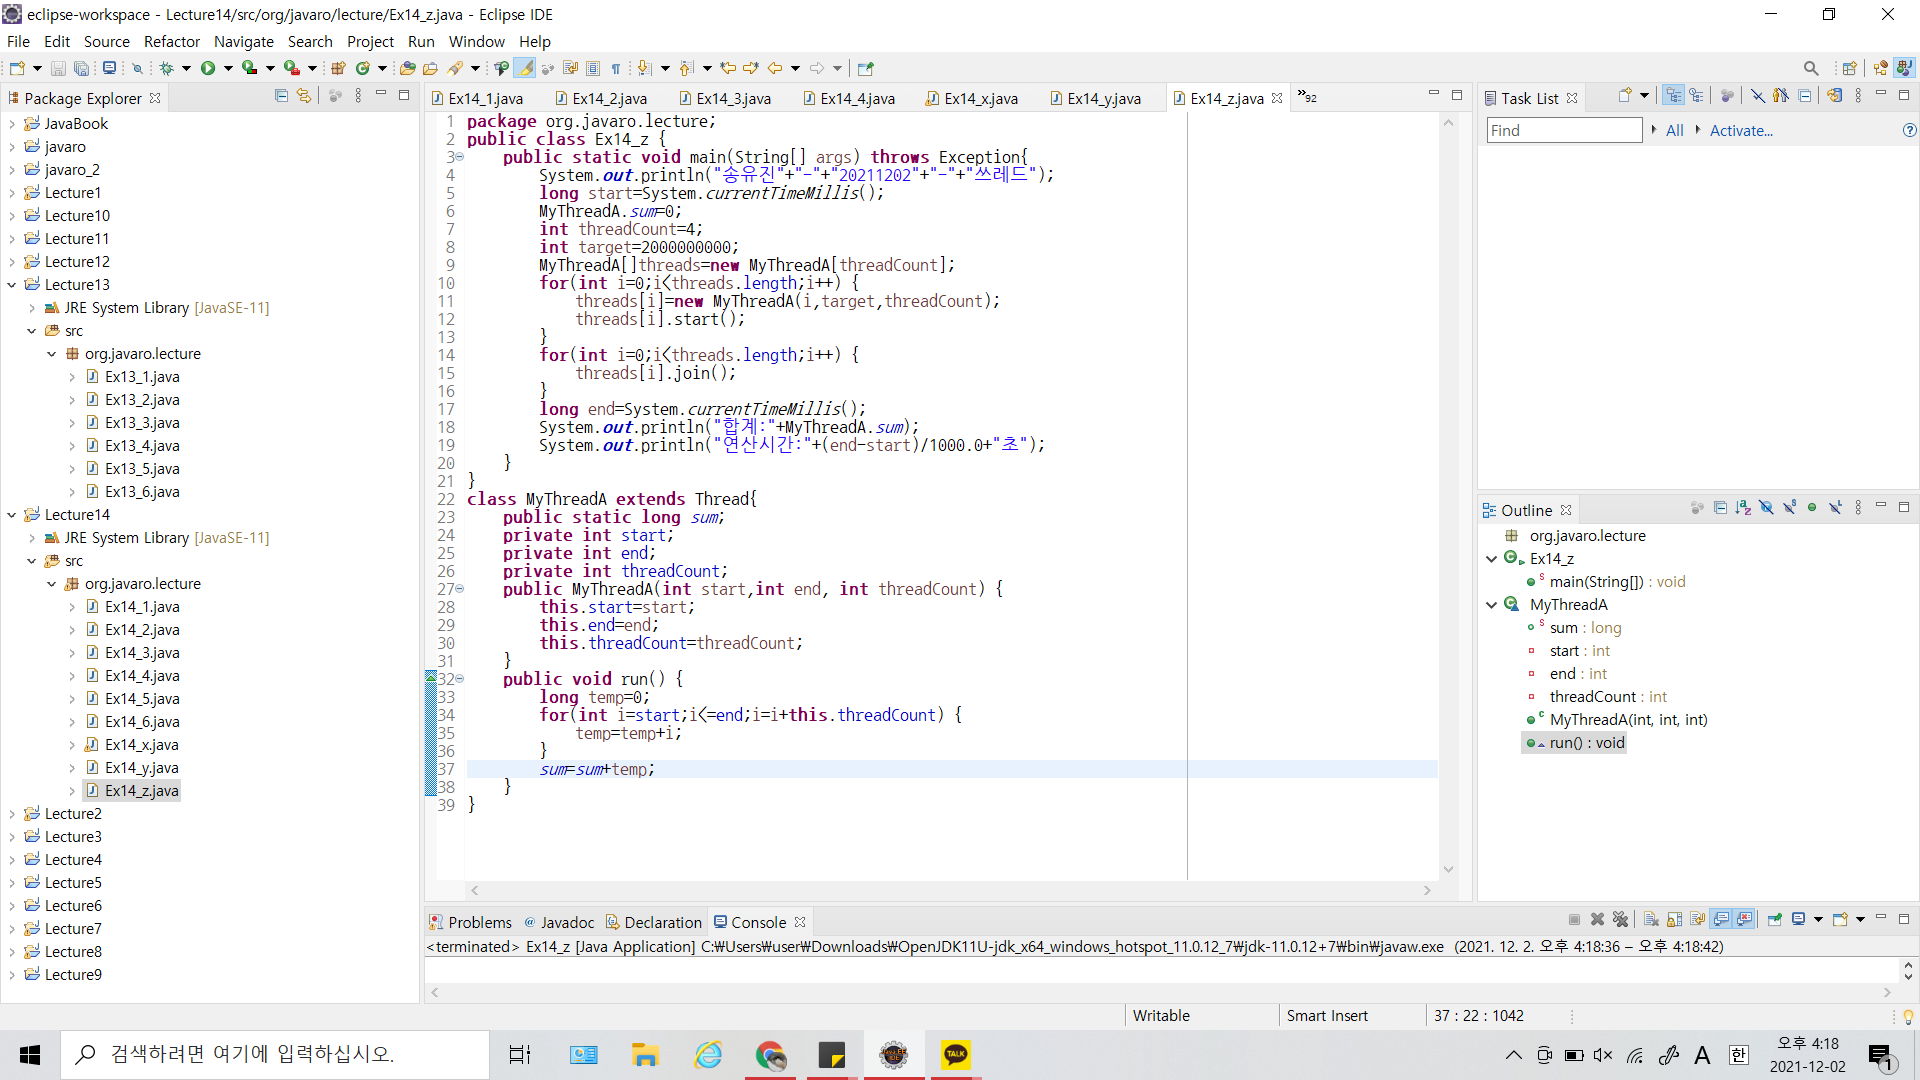 eclipse-workspace - Lecture14/src/org/javaro/lecture/Ex14_z.java - Eclipse IDE
File Edit Source Refactor Navigate Search Project Run Window Help
Package Explorer
JavaBook
javaro
javaro_2
Lecture1
Lecture10
Lecture11
Lecture12
Lecture13
JRE System Library [JavaSE-11]
src
org.javaro.lecture
Ex13_1.java
Ex13_2.java
Ex13_3.java
Ex13_4.java
Ex13_5.java
Ex13_6.java
Lecture14
JRE System Library [JavaSE-11]
src
org.javaro.lecture
Ex14_1.java
Ex14_2.java
Ex14_3.java
Ex14_4.java
Ex14_5.java
Ex14_6.java
Ex14_x.java
Ex14_y.java
Ex14_z.java
Lecture2
Lecture3
Lecture4
Lecture5
Lecture6
Lecture7
Lecture8
Lecture9
Ex14_1.java Ex14_2.java Ex14_3.java Ex14_4.java Ex14_x.java Ex14_y.java Ex14_z.java »92
1 package org.javaro.lecture;
2 public class Ex14_z {
3 public static void main(String[] args) throws Exception{
4 System.out.println("송유진"+"-"+"20211202"+"-"+"쓰레드");
5 long start=System.currentTimeMillis();
6 MyThreadA.sum=0;
7 int threadCount=4;
8 int target=2000000000;
9 MyThreadA[]threads=new MyThreadA[threadCount];
10 for(int i=0;i<threads.length;i++) {
11 threads[i]=new MyThreadA(i,target,threadCount);
12 threads[i].start();
13 }
14 for(int i=0;i<threads.length;i++) {
15 threads[i].join();
16 }
17 long end=System.currentTimeMillis();
18 System.out.println("합계:"+MyThreadA.sum);
19 System.out.println("연산시간:"+(end-start)/1000.0+"초");
20 }
21 }
22 class MyThreadA extends Thread{
23 public static long sum;
24 private int start;
25 private int end;
26 private int threadCount;
27 public MyThreadA(int start,int end, int threadCount) {
28 this.start=start;
29 this.end=end;
30 this.threadCount=threadCount;
31 }
32 public void run() {
33 long temp=0;
34 for(int i=start;i<=end;i=i+this.threadCount) {
35 temp=temp+i;
36 }
37 sum=sum+temp;
38 }
39 }
Task List
Find All Activate...
Outline
org.javaro.lecture
Ex14_z
main(String[]) : void
MyThreadA
sum : long
start : int
end : int
threadCount : int
MyThreadA(int, int, int)
run() : void
Problems @ Javadoc Declaration Console
<terminated> Ex14_z [Java Application] C:₩Users₩user₩Downloads₩OpenJDK11U-jdk_x64_windows_hotspot_11.0.12_7₩jdk-11.0.12+7₩bin₩javaw.exe (2021. 12. 2. 오후 4:18:36 – 오후 4:18:42)
Writable Smart Insert 37 : 22 : 1042
검색하려면 여기에 입력하십시오.
TALK
A 한
오후 4:18
2021-12-02
1